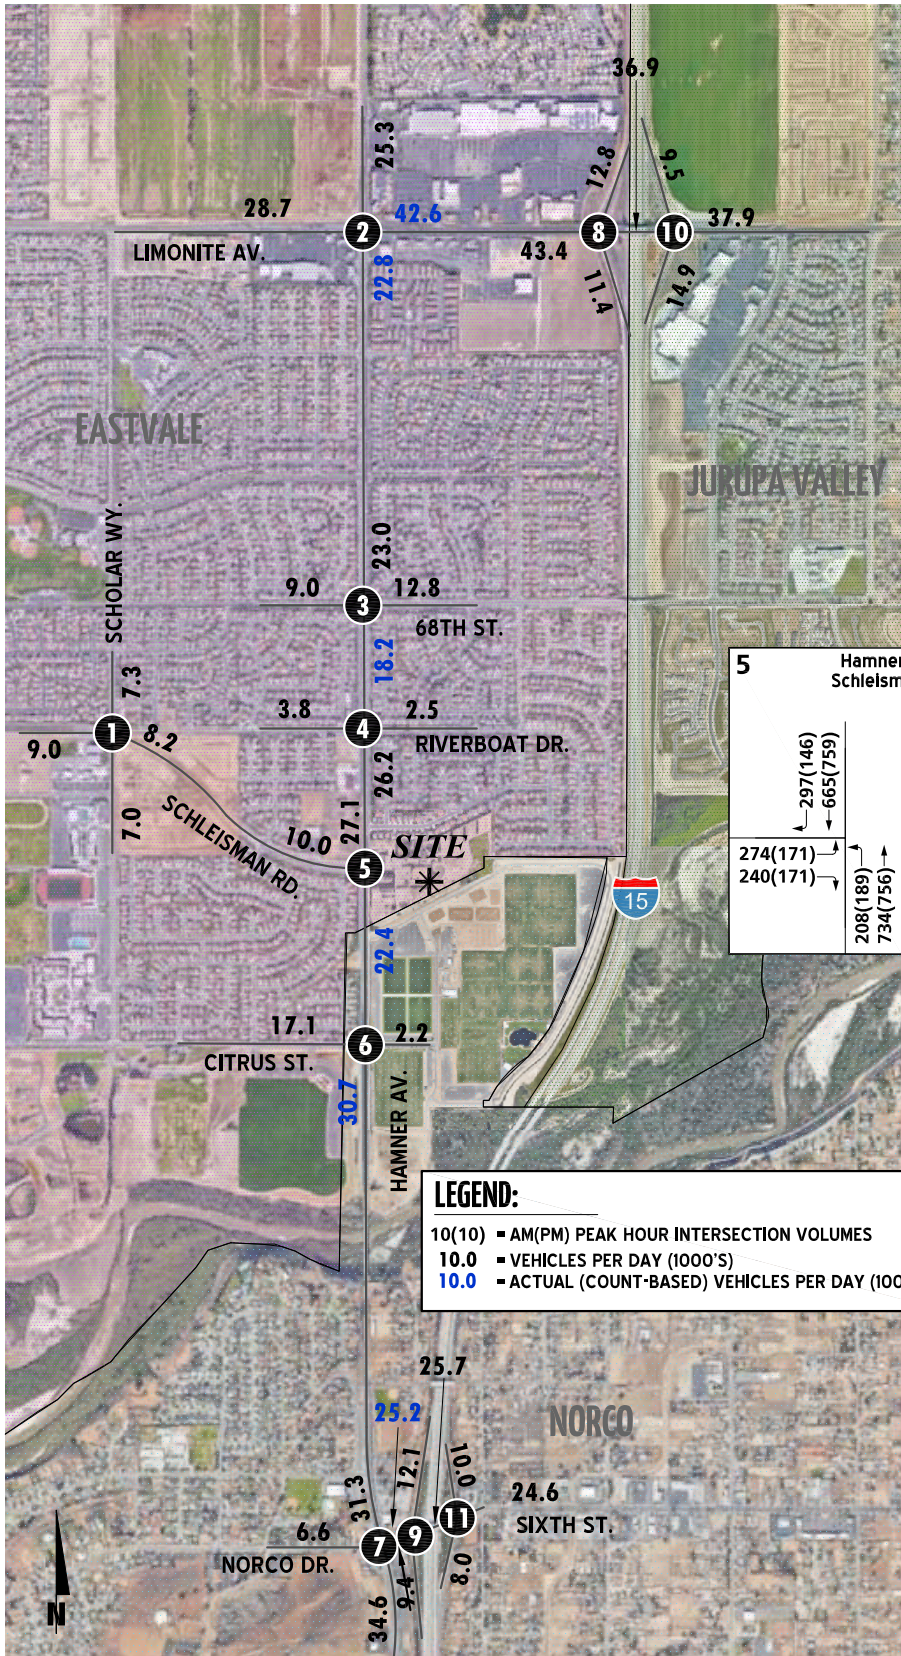 36.9
25.3
12.8
9.5
28.7
42.6
37.9
2
8
10
LIMONITE AV.
43.4
22.8
11.4
14.9
EASTVALE
JURUPA VALLEY
SCHOLAR WY.
23.0
9.0
12.8
3
68TH ST.
18.2
7.3
3.8
2.5
1
4
9.0
8.2
RIVERBOAT DR.
26.2
7.0
SCHLEISMAN RD.
10.0
27.1
SITE
5
15
5
Hamner
Schleism
297(146)
665(759)
274(171)
240(171)
208(189)
734(756)
22.4
17.1
2.2
6
CITRUS ST.
30.7
HAMNER AV.
LEGEND:
10(10) = AM(PM) PEAK HOUR INTERSECTION VOLUMES
10.0 = VEHICLES PER DAY (1000'S)
10.0 = ACTUAL (COUNT-BASED) VEHICLES PER DAY (100
25.7
25.2
NORCO
12.1
10.0
31.3
24.6
11
SIXTH ST.
6.6
7
9
NORCO DR.
8.0
9.4
34.6
N